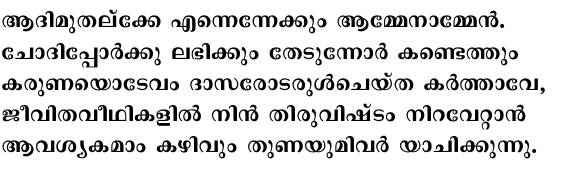 ആദിമുതല്ക്കേ എന്നെന്നേക്കും ആമ്മേനാമ്മേൻ.
ചോദിപ്പോർക്കു ലഭിക്കും തേടുന്നോർ കണ്ടെത്തും
കരുണയൊടേവം ദാസരോടരുൾചെയ്ത കർത്താവേ,
ജീവിതവീഥികളിൽ നിൻ തിരുവിഷ്ടം നിറവേറ്റാൻ
ആവശ്യകമാം കഴിവും തുണയുമിവർ യാചിക്കുന്നു.